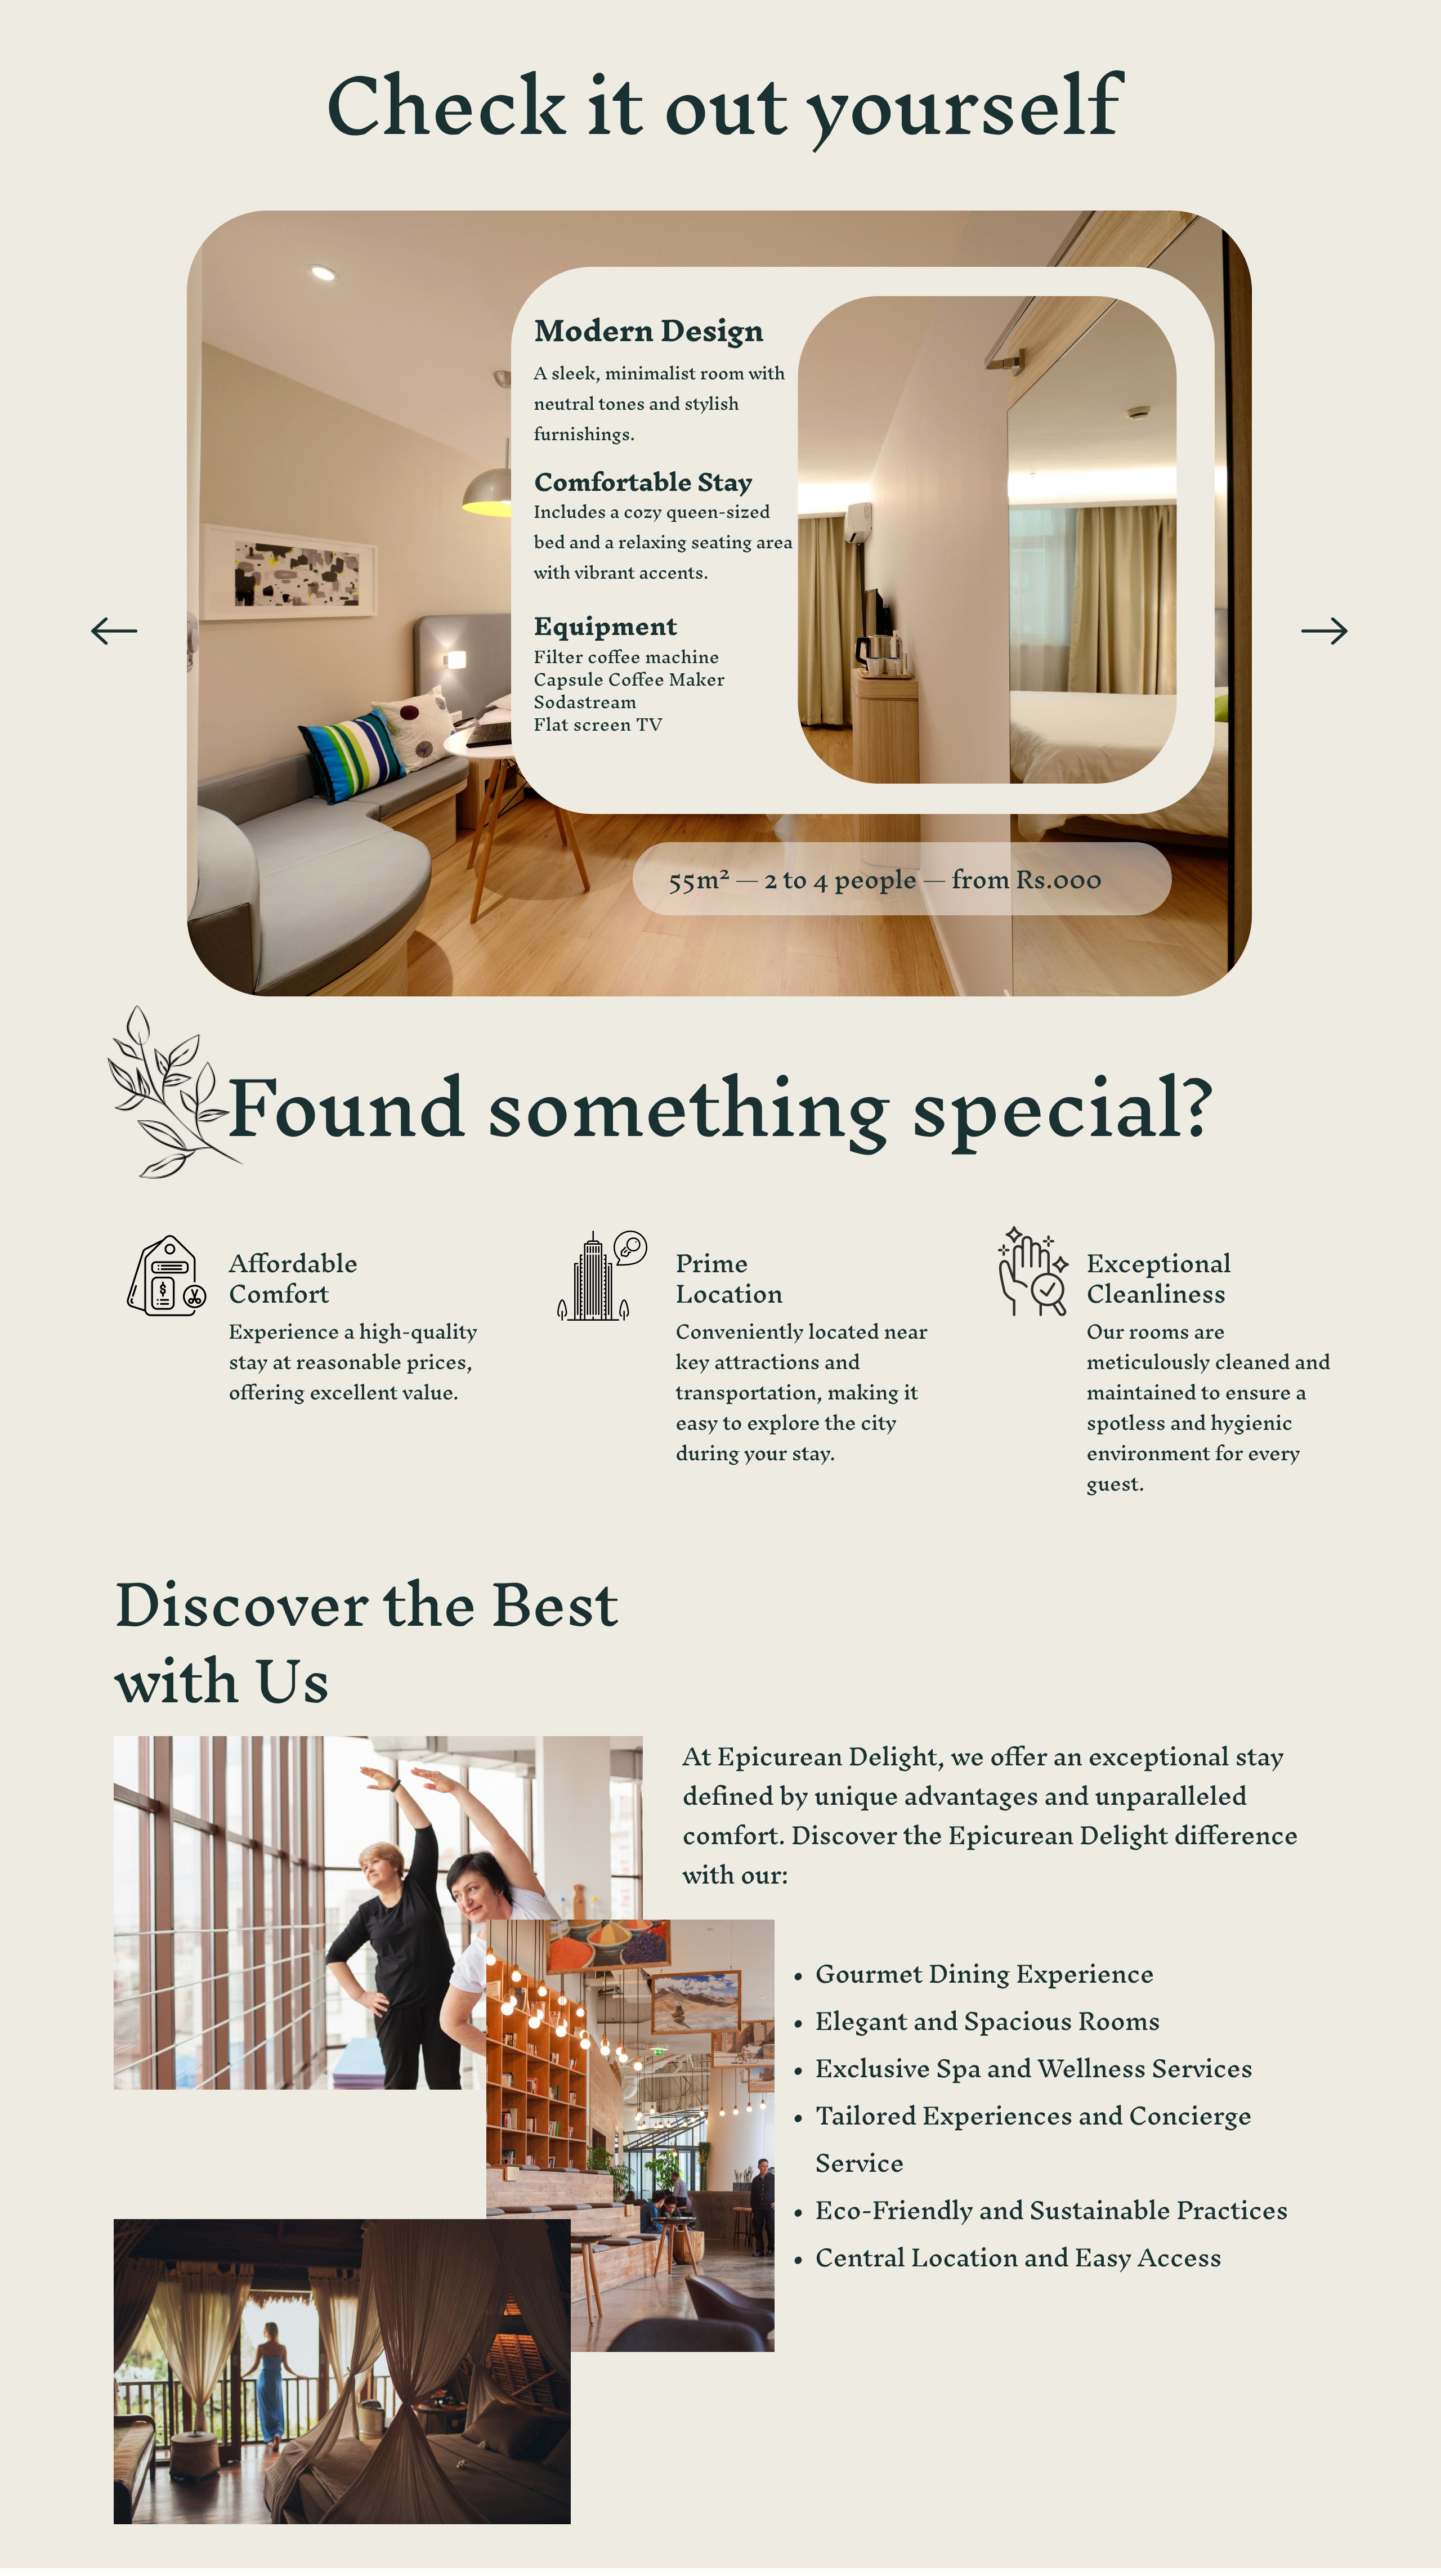 Check it out yourself
Modern Design
A sleek, minimalist room with
neutral tones and stylish
furnishings.
Comfortable Stay
Includes a cozy queen-sized
bed and a relaxing seating area
with vibrant accents.
Equipment
Filter coffee machine
Capsule Coffee Maker
Sodastream
Flat screen TV
55m² — 2 to 4 people — from Rs.000
Found something special?
Affordable
Comfort
Experience a high-quality
stay at reasonable prices,
offering excellent value.
Prime
Location
Conveniently located near
key attractions and
transportation, making it
easy to explore the city
during your stay.
Exceptional
Cleanliness
Our rooms are
meticulously cleaned and
maintained to ensure a
spotless and hygienic
environment for every
guest.
Discover the Best
with Us
At Epicurean Delight, we offer an exceptional stay
defined by unique advantages and unparalleled
comfort. Discover the Epicurean Delight difference
with our:
• Gourmet Dining Experience
• Elegant and Spacious Rooms
• Exclusive Spa and Wellness Services
• Tailored Experiences and Concierge
Service
• Eco-Friendly and Sustainable Practices
• Central Location and Easy Access